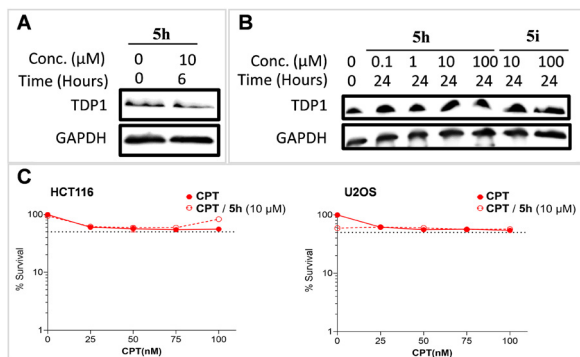 A
5h
Conc. (µM) 0 10
Time (Hours) 0 6
TDP1
GAPDH
B
5h 5i
Conc. (µM) 0 0.1 1 10 100 10 100
Time (Hours) 0 24 24 24 24 24 24
TDP1
GAPDH
C
HCT116
CPT
CPT / 5h (10 µM)
% Survival
100
10
1
0 25 50 75 100
CPT(nM)
U2OS
CPT
CPT / 5h (10 µM)
% Survival
100
10
1
0 25 50 75 100
CPT(nM)